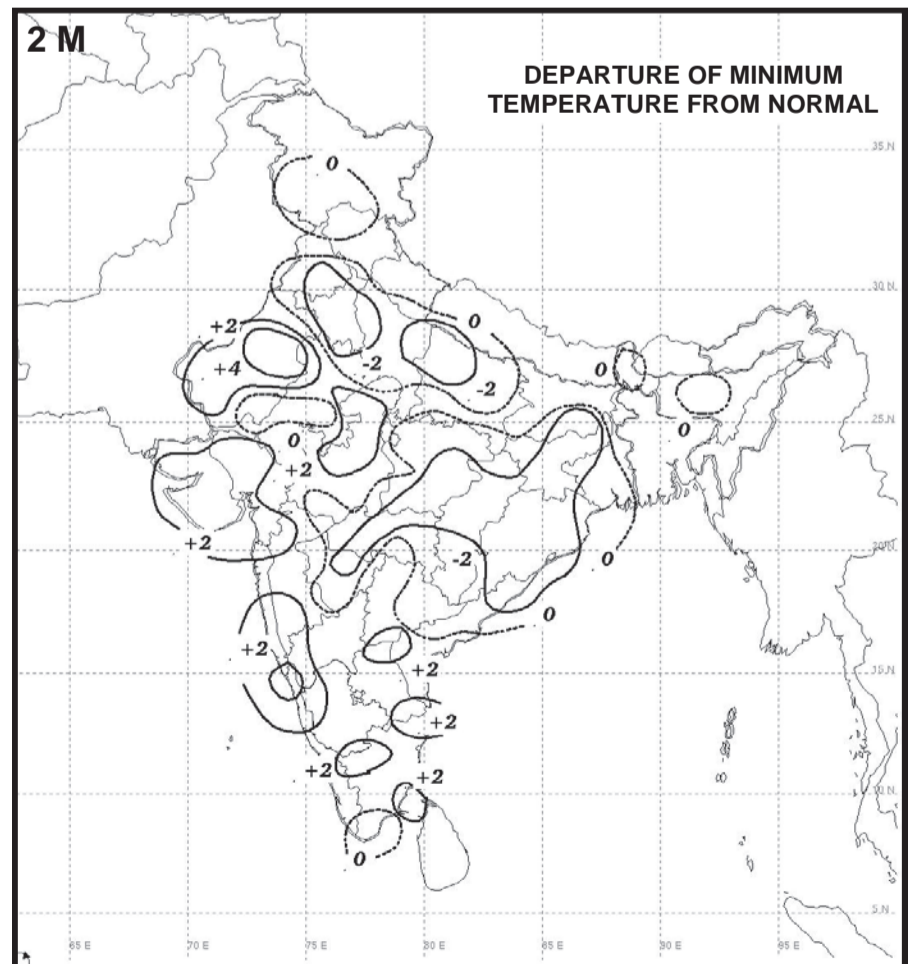 2 M
DEPARTURE OF MINIMUM
TEMPERATURE FROM NORMAL
35 N
0
30 N
+2
0
+4
-2
0
-2
25 N
0
0
+2
+2
-2
0
20 N
0
+2
+2
15 N
+2
+2
+2
10 N
0
5 N
65 E
70 E
75 E
80 E
85 E
90 E
95 E